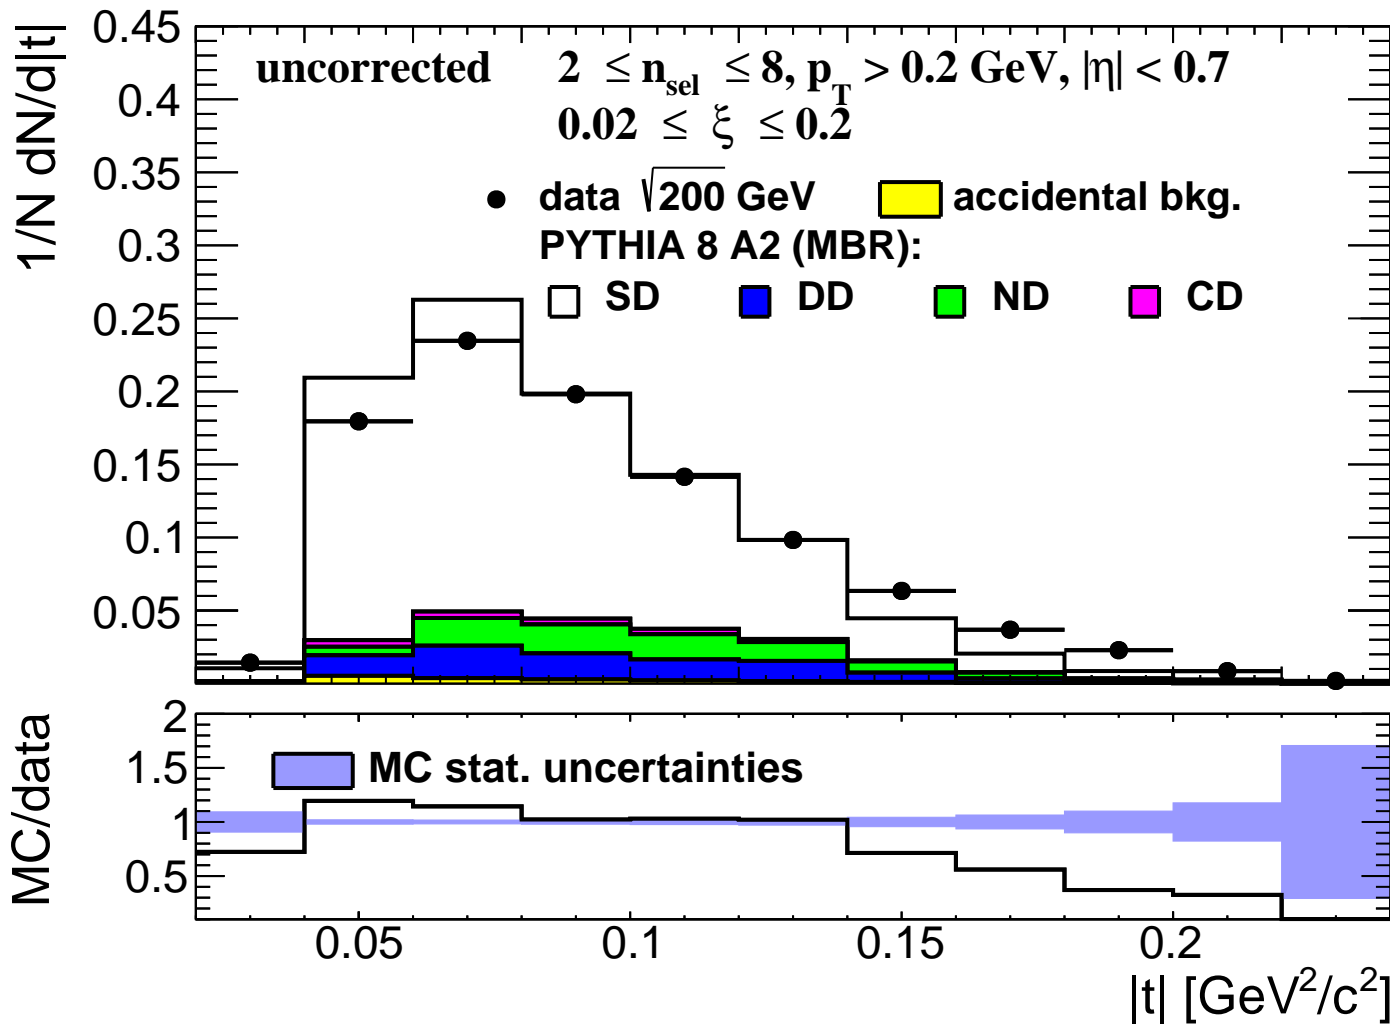 1/N dN/d|t|
0.45
0.4
0.35
0.3
0.25
0.2
0.15
0.1
0.05
uncorrected 2 ≤ n_sel ≤ 8, p_T > 0.2 GeV, |η| < 0.7
0.02 ≤ ξ ≤ 0.2
data √200 GeV accidental bkg.
PYTHIA 8 A2 (MBR):
SD DD ND CD
MC/data
2
1.5
1
0.5
MC stat. uncertainties
0.05 0.1 0.15 0.2
|t| [GeV²/c²]